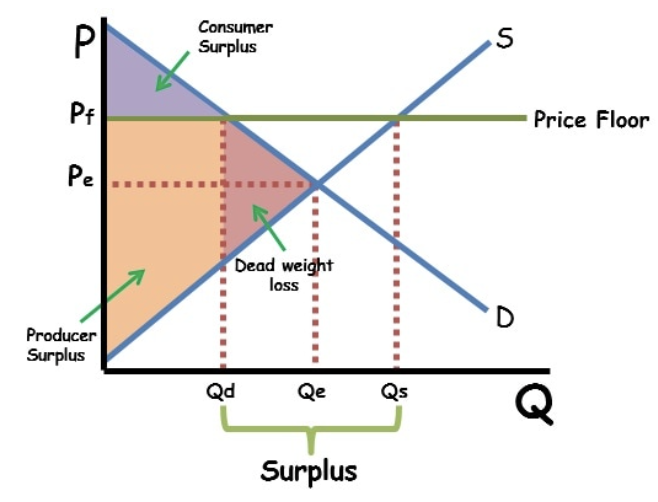 P
Consumer
Surplus
S
Pf
Price Floor
Pe
Dead weight
loss
D
Producer
Surplus
Qd
Qe
Qs
Q
Surplus